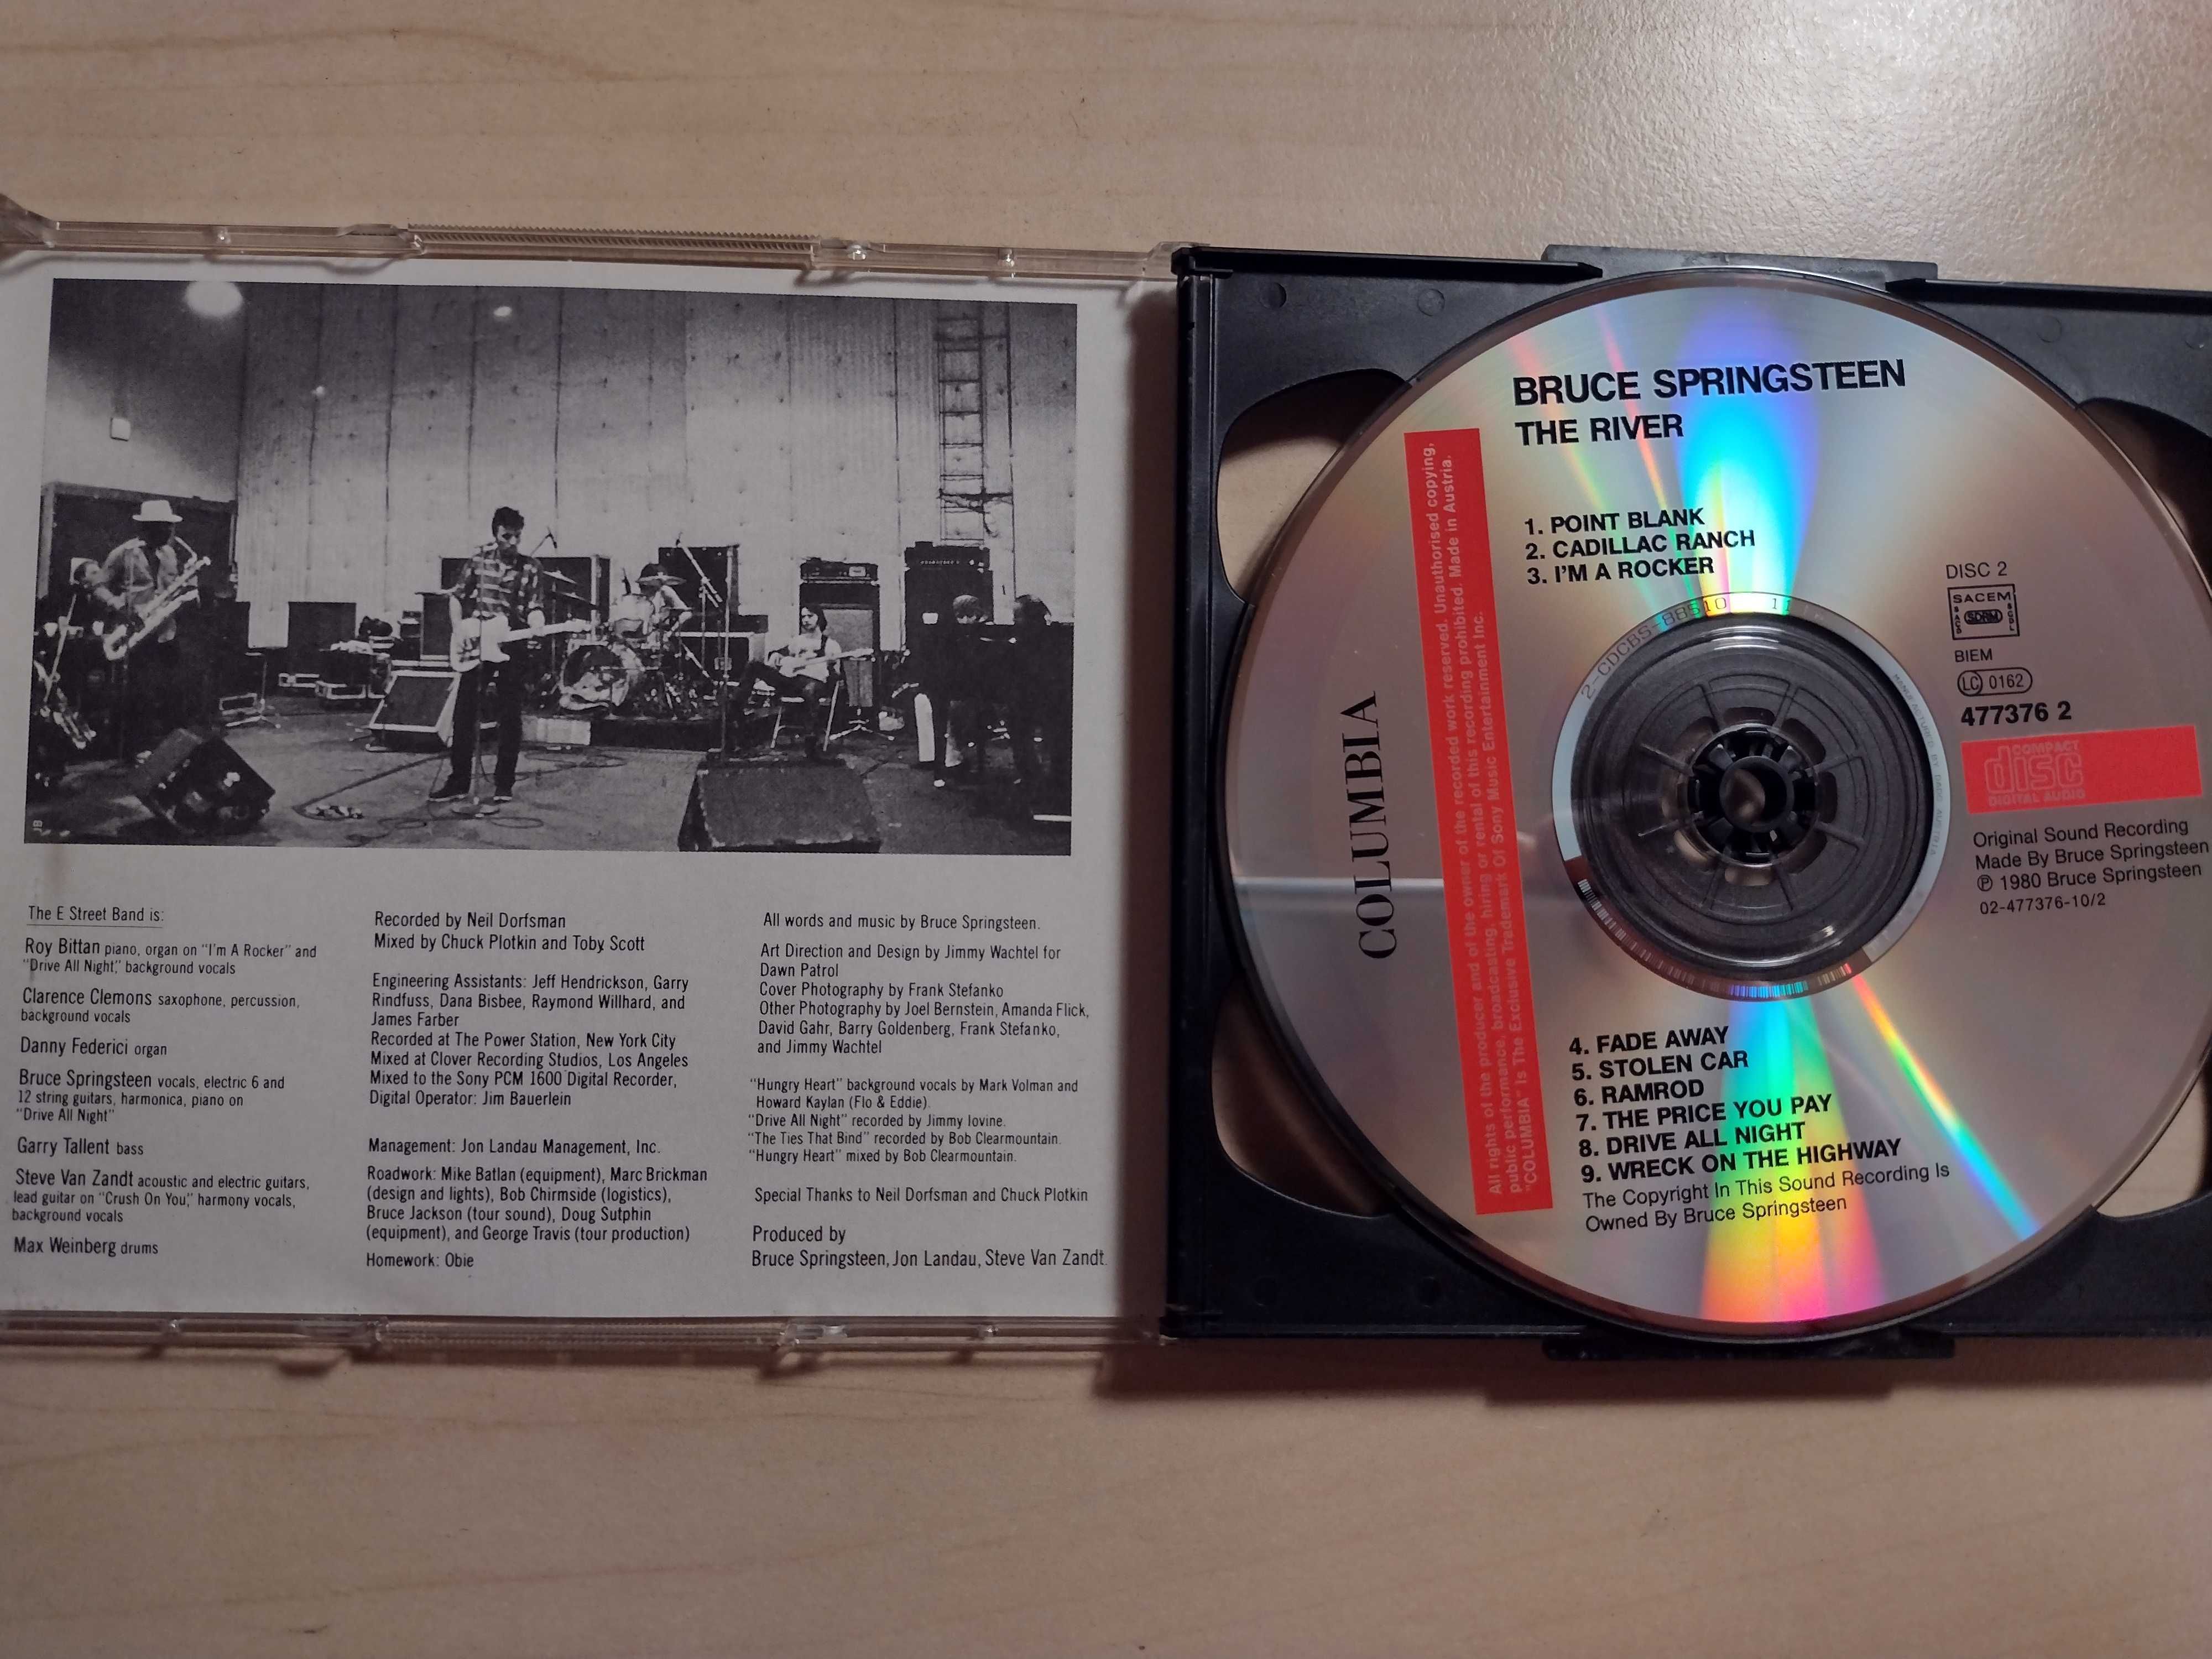 JB
The E Street Band is:
Roy Bittan piano, organ on "I'm A Rocker" and
"Drive All Night," background vocals
Clarence Clemons saxophone, percussion,
background vocals
Danny Federici organ
Bruce Springsteen vocals, electric 6 and
12 string guitars, harmonica, piano on
"Drive All Night"
Garry Tallent bass
Steve Van Zandt acoustic and electric guitars,
lead guitar on "Crush On You," harmony vocals,
background vocals
Max Weinberg drums
Recorded by Neil Dorfsman
Mixed by Chuck Plotkin and Toby Scott
Engineering Assistants: Jeff Hendrickson, Garry
Rindfuss, Dana Bisbee, Raymond Willhard, and
James Farber
Recorded at The Power Station, New York City
Mixed at Clover Recording Studios, Los Angeles
Mixed to the Sony PCM 1600 Digital Recorder,
Digital Operator: Jim Bauerlein
Management: Jon Landau Management, Inc.
Roadwork: Mike Batlan (equipment), Marc Brickman
(design and lights), Bob Chirmside (logistics),
Bruce Jackson (tour sound), Doug Sutphin
(equipment), and George Travis (tour production)
Homework: Obie
All words and music by Bruce Springsteen.
Art Direction and Design by Jimmy Wachtel for
Dawn Patrol
Cover Photography by Frank Stefanko
Other Photography by Joel Bernstein, Amanda Flick,
David Gahr, Barry Goldenberg, Frank Stefanko,
and Jimmy Wachtel
"Hungry Heart" background vocals by Mark Volman and
Howard Kaylan (Flo & Eddie).
"Drive All Night" recorded by Jimmy Iovine.
"The Ties That Bind" recorded by Bob Clearmountain.
"Hungry Heart" mixed by Bob Clearmountain.
Special Thanks to Neil Dorfsman and Chuck Plotkin
Produced by
Bruce Springsteen, Jon Landau, Steve Van Zandt.
COLUMBIA
All rights of the producer and of the owner of the recorded work reserved. Unauthorised copying,
public performance, broadcasting, hiring or rental of this recording prohibited. Made in Austria.
"COLUMBIA" Is The Exclusive Trademark Of Sony Music Entertainment Inc.
BRUCE SPRINGSTEEN
THE RIVER
1. POINT BLANK
2. CADILLAC RANCH
3. I'M A ROCKER
2-CDCBS-88510 11
DISC 2
SACEM
SDRM
BIEM
LC 0162
477376 2
COMPACT
disc
DIGITAL AUDIO
Original Sound Recording
Made By Bruce Springsteen
℗ 1980 Bruce Springsteen
02-477376-10/2
4. FADE AWAY
5. STOLEN CAR
6. RAMROD
7. THE PRICE YOU PAY
8. DRIVE ALL NIGHT
9. WRECK ON THE HIGHWAY
The Copyright In This Sound Recording Is
Owned By Bruce Springsteen